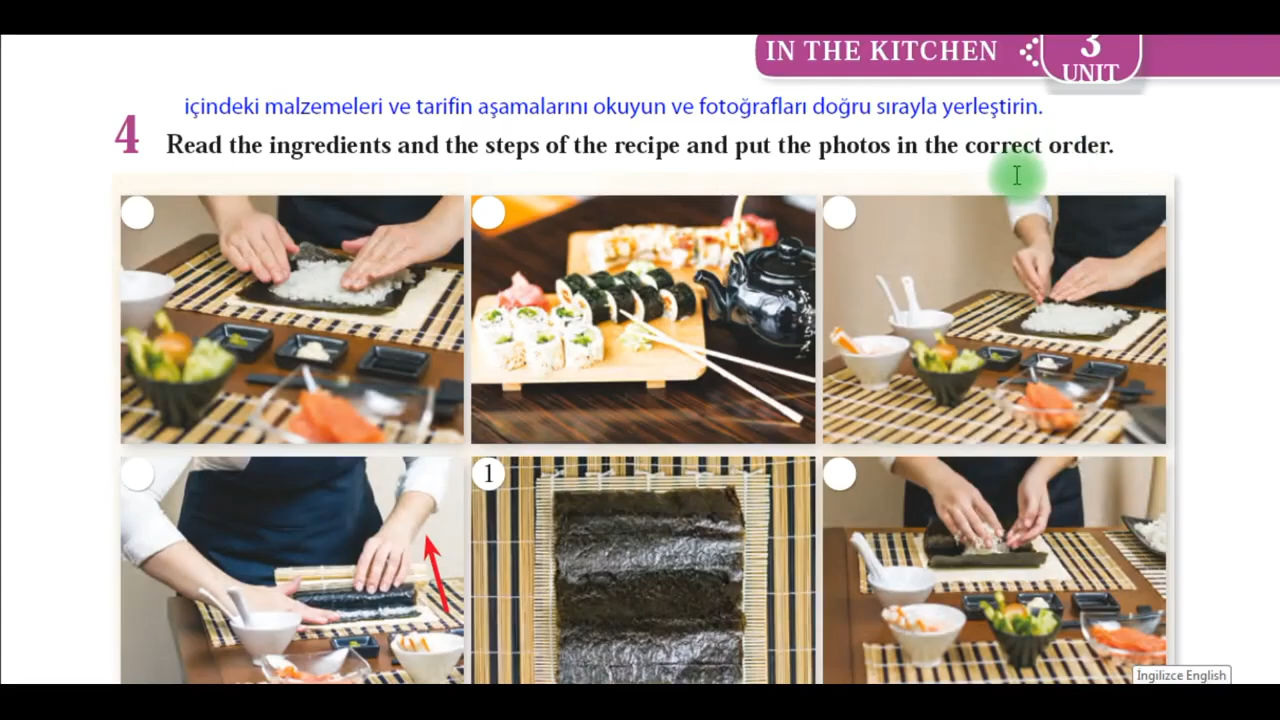 IN THE KITCHEN
3
UNIT
içindeki malzemeleri ve tarifin aşamalarını okuyun ve fotoğrafları doğru sırayla yerleştirin.
4 Read the ingredients and the steps of the recipe and put the photos in the correct order.
1
İngilizce English